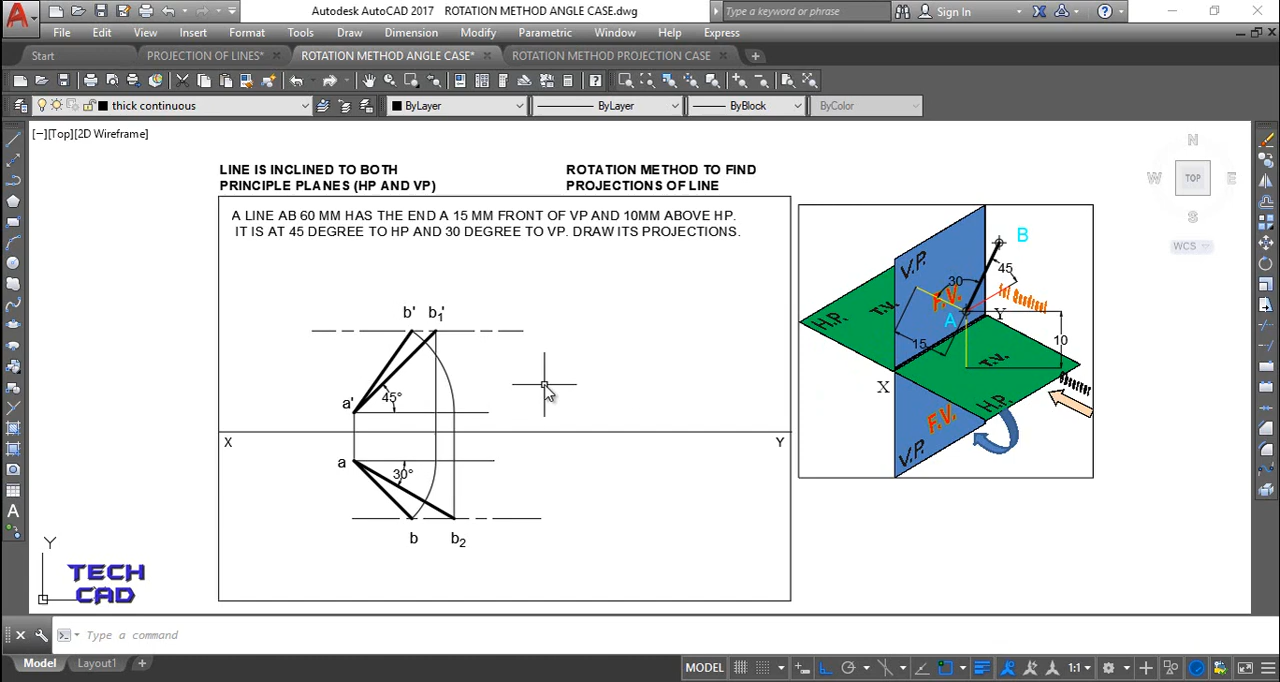 Autodesk AutoCAD 2017 ROTATION METHOD ANGLE CASE.dwg
Type a keyword or phrase
Sign In
File Edit View Insert Format Tools Draw Dimension Modify Parametric Window Help Express
Start PROJECTION OF LINES* ROTATION METHOD ANGLE CASE* ROTATION METHOD PROJECTION CASE
thick continuous ByLayer ByLayer ByBlock ByColor
[−][Top][2D Wireframe]
LINE IS INCLINED TO BOTH
PRINCIPLE PLANES (HP AND VP)
ROTATION METHOD TO FIND
PROJECTIONS OF LINE
A LINE AB 60 MM HAS THE END A 15 MM FRONT OF VP AND 10MM ABOVE HP.
IT IS AT 45 DEGREE TO HP AND 30 DEGREE TO VP. DRAW ITS PROJECTIONS.
b' b1'
a' 45°
X Y
a 30°
b b2
N
W TOP E
S
WCS
B
V.P. 45
30
F.V. 1st Quadrant
T.V.
H.P. A Y
15 10
T.V.
X Observer
H.P.
F.V.
V.P.
Y
X
TECH
CAD
Type a command
Model Layout1
MODEL 1:1